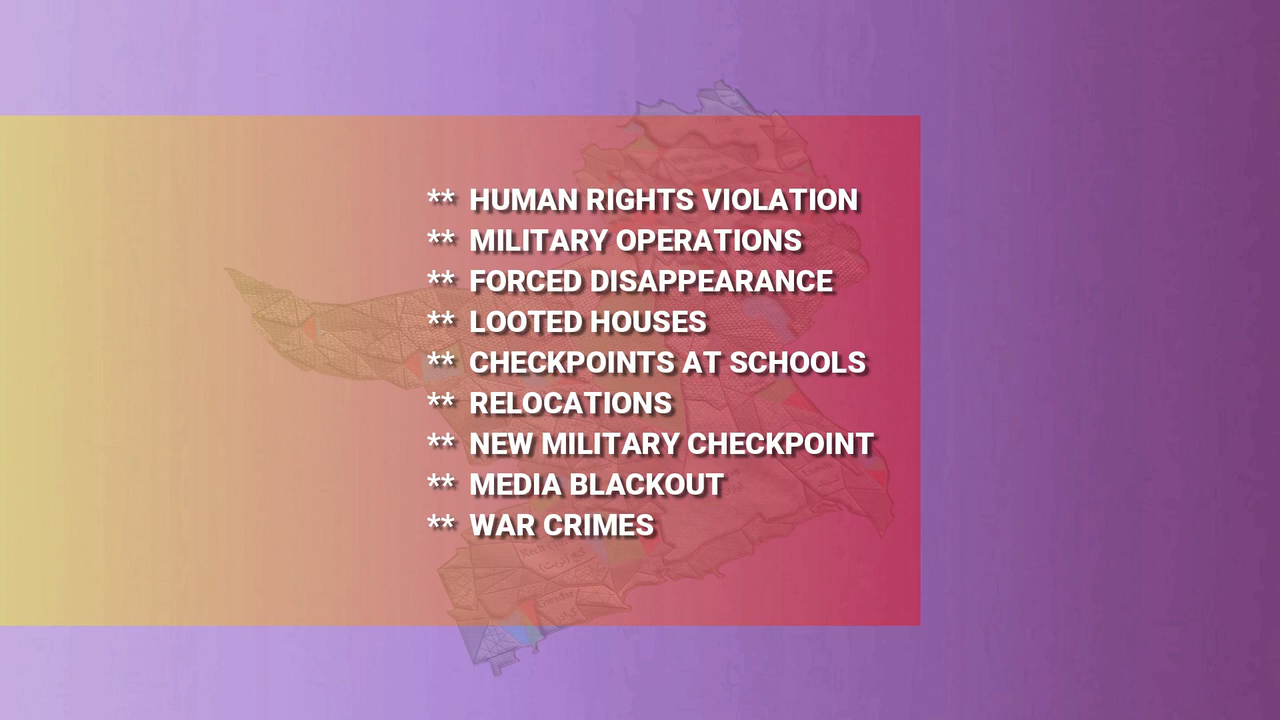 ** HUMAN RIGHTS VIOLATION
** MILITARY OPERATIONS
** FORCED DISAPPEARANCE
** LOOTED HOUSES
** CHECKPOINTS AT SCHOOLS
** RELOCATIONS
** NEW MILITARY CHECKPOINT
** MEDIA BLACKOUT
** WAR CRIMES